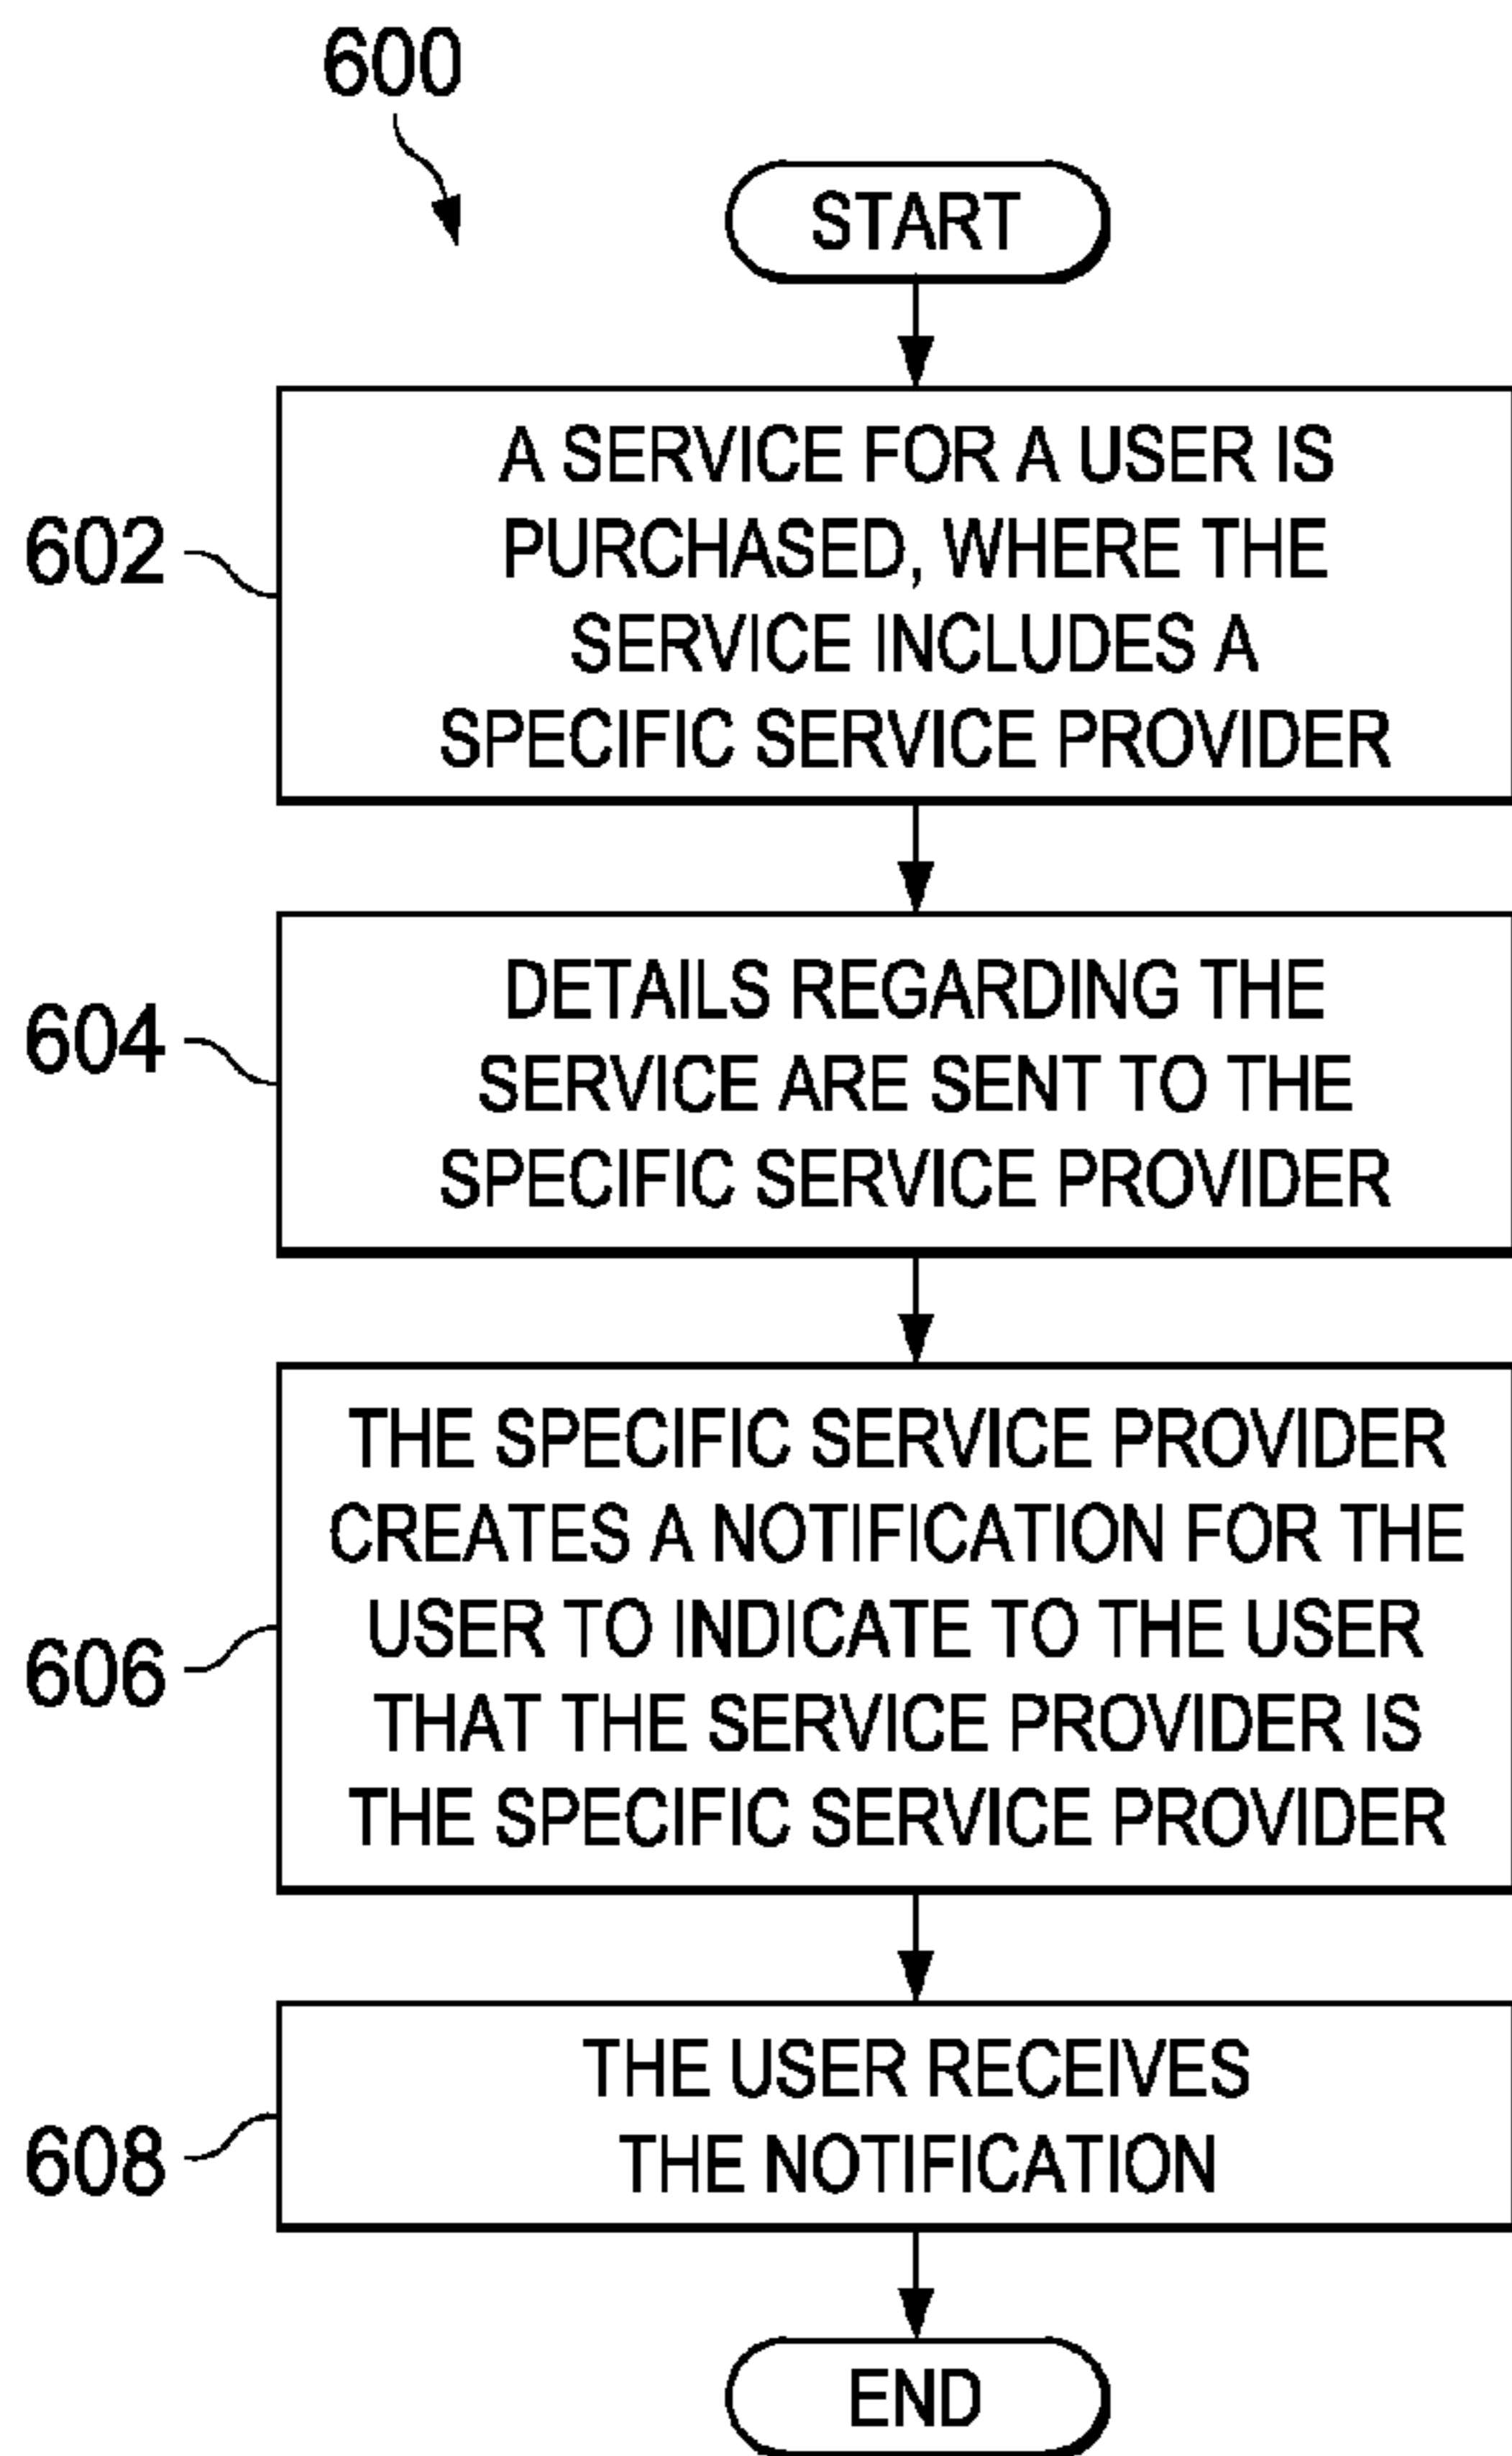 600
START
602
A SERVICE FOR A USER IS
PURCHASED, WHERE THE
SERVICE INCLUDES A
SPECIFIC SERVICE PROVIDER
604
DETAILS REGARDING THE
SERVICE ARE SENT TO THE
SPECIFIC SERVICE PROVIDER
606
THE SPECIFIC SERVICE PROVIDER
CREATES A NOTIFICATION FOR THE
USER TO INDICATE TO THE USER
THAT THE SERVICE PROVIDER IS
THE SPECIFIC SERVICE PROVIDER
608
THE USER RECEIVES
THE NOTIFICATION
END